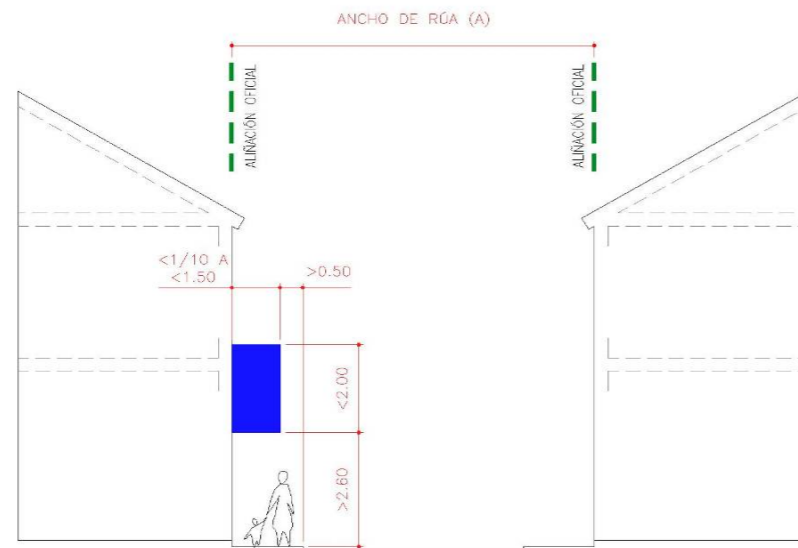 ANCHO DE RÚA (A)
ALIÑACIÓN OFICIAL
ALIÑACIÓN OFICIAL
<1/10 A
<1.50
>0.50
<2.00
>2.60